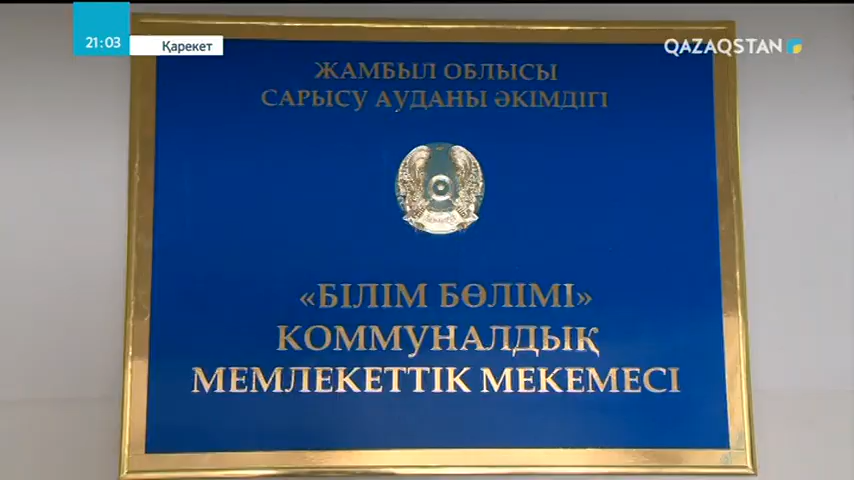 21:03
Қарекет
QAZAQSTAN
ЖАМБЫЛ ОБЛЫСЫ
САРЫСУ АУДАНЫ ӘКІМДІГІ
«БІЛІМ БӨЛІМІ»
КОММУНАЛДЫҚ
МЕМЛЕКЕТТІК МЕКЕМЕСІ